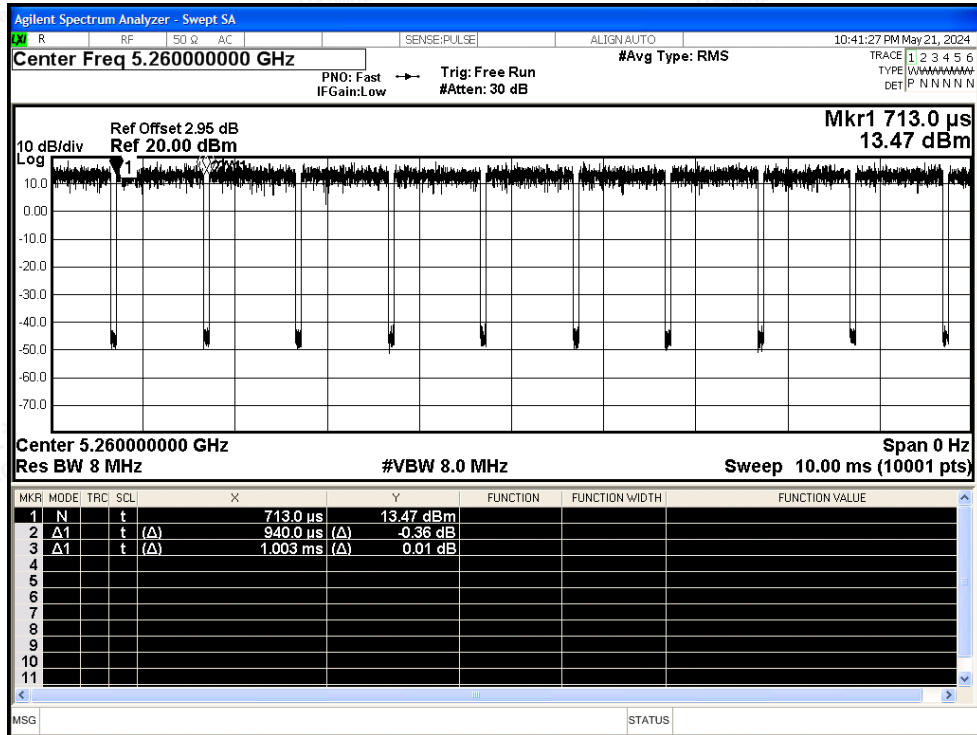 Agilent Spectrum Analyzer - Swept SA
LXI R RF 50 Ω AC SENSE:PULSE ALIGN AUTO 10:41:27 PM May 21, 2024
Center Freq 5.260000000 GHz #Avg Type: RMS TRACE 1 2 3 4 5 6
PNO: Fast Trig: Free Run TYPE
IFGain:Low #Atten: 30 dB DET P N N N N N
Mkr1 713.0 µs
Ref Offset 2.95 dB
10 dB/div Ref 20.00 dBm 13.47 dBm
Log
1
10.0
0.00
-10.0
-20.0
-30.0
-40.0
-50.0
-60.0
-70.0
Center 5.260000000 GHz Span 0 Hz
Res BW 8 MHz #VBW 8.0 MHz Sweep 10.00 ms (10001 pts)
MKR MODE TRC SCL X Y FUNCTION FUNCTION WIDTH FUNCTION VALUE
1 N t 713.0 µs 13.47 dBm
2 Δ1 t (Δ) 940.0 µs (Δ) -0.36 dB
3 Δ1 t (Δ) 1.003 ms (Δ) 0.01 dB
4
5
6
7
8
9
10
11
MSG STATUS